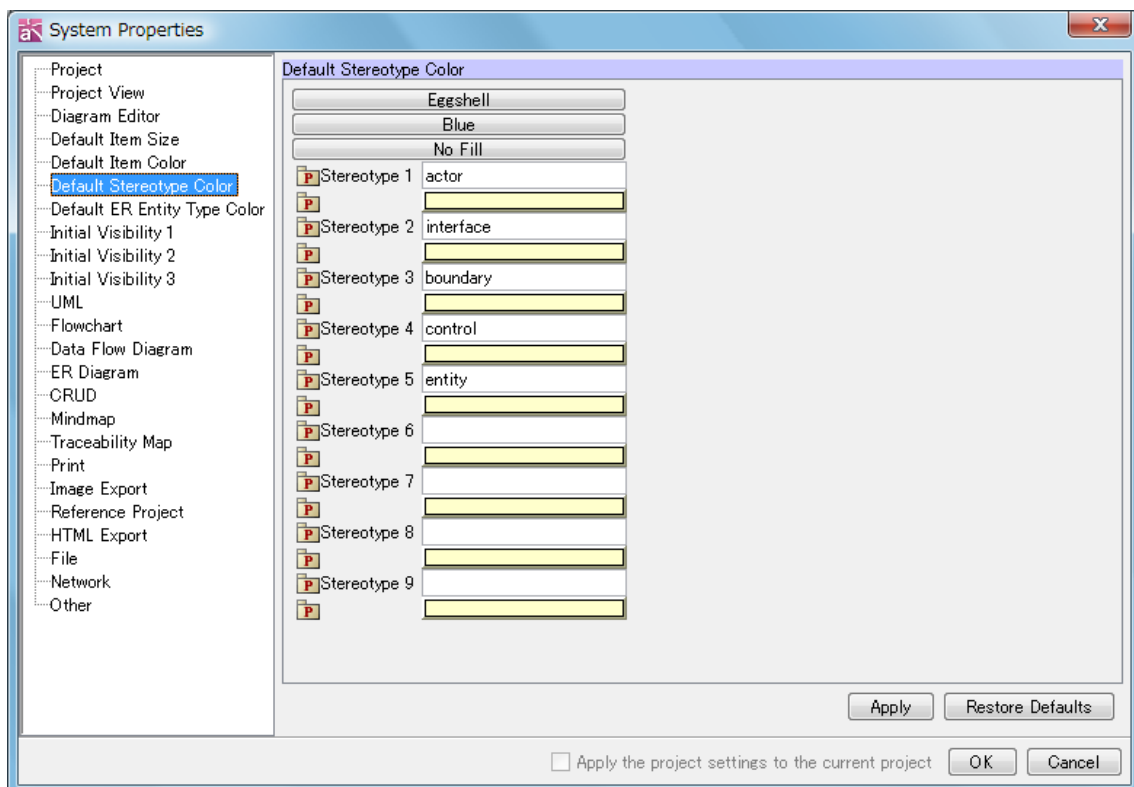 System Properties
Project
Project View
Diagram Editor
Default Item Size
Default Item Color
Default Stereotype Color
Default ER Entity Type Color
Initial Visibility 1
Initial Visibility 2
Initial Visibility 3
UML
Flowchart
Data Flow Diagram
ER Diagram
CRUD
Mindmap
Traceability Map
Print
Image Export
Reference Project
HTML Export
File
Network
Other
Default Stereotype Color
Eggshell
Blue
No Fill
P Stereotype 1 actor
P
P Stereotype 2 interface
P
P Stereotype 3 boundary
P
P Stereotype 4 control
P
P Stereotype 5 entity
P
P Stereotype 6
P
P Stereotype 7
P
P Stereotype 8
P
P Stereotype 9
P
Apply Restore Defaults
Apply the project settings to the current project OK Cancel